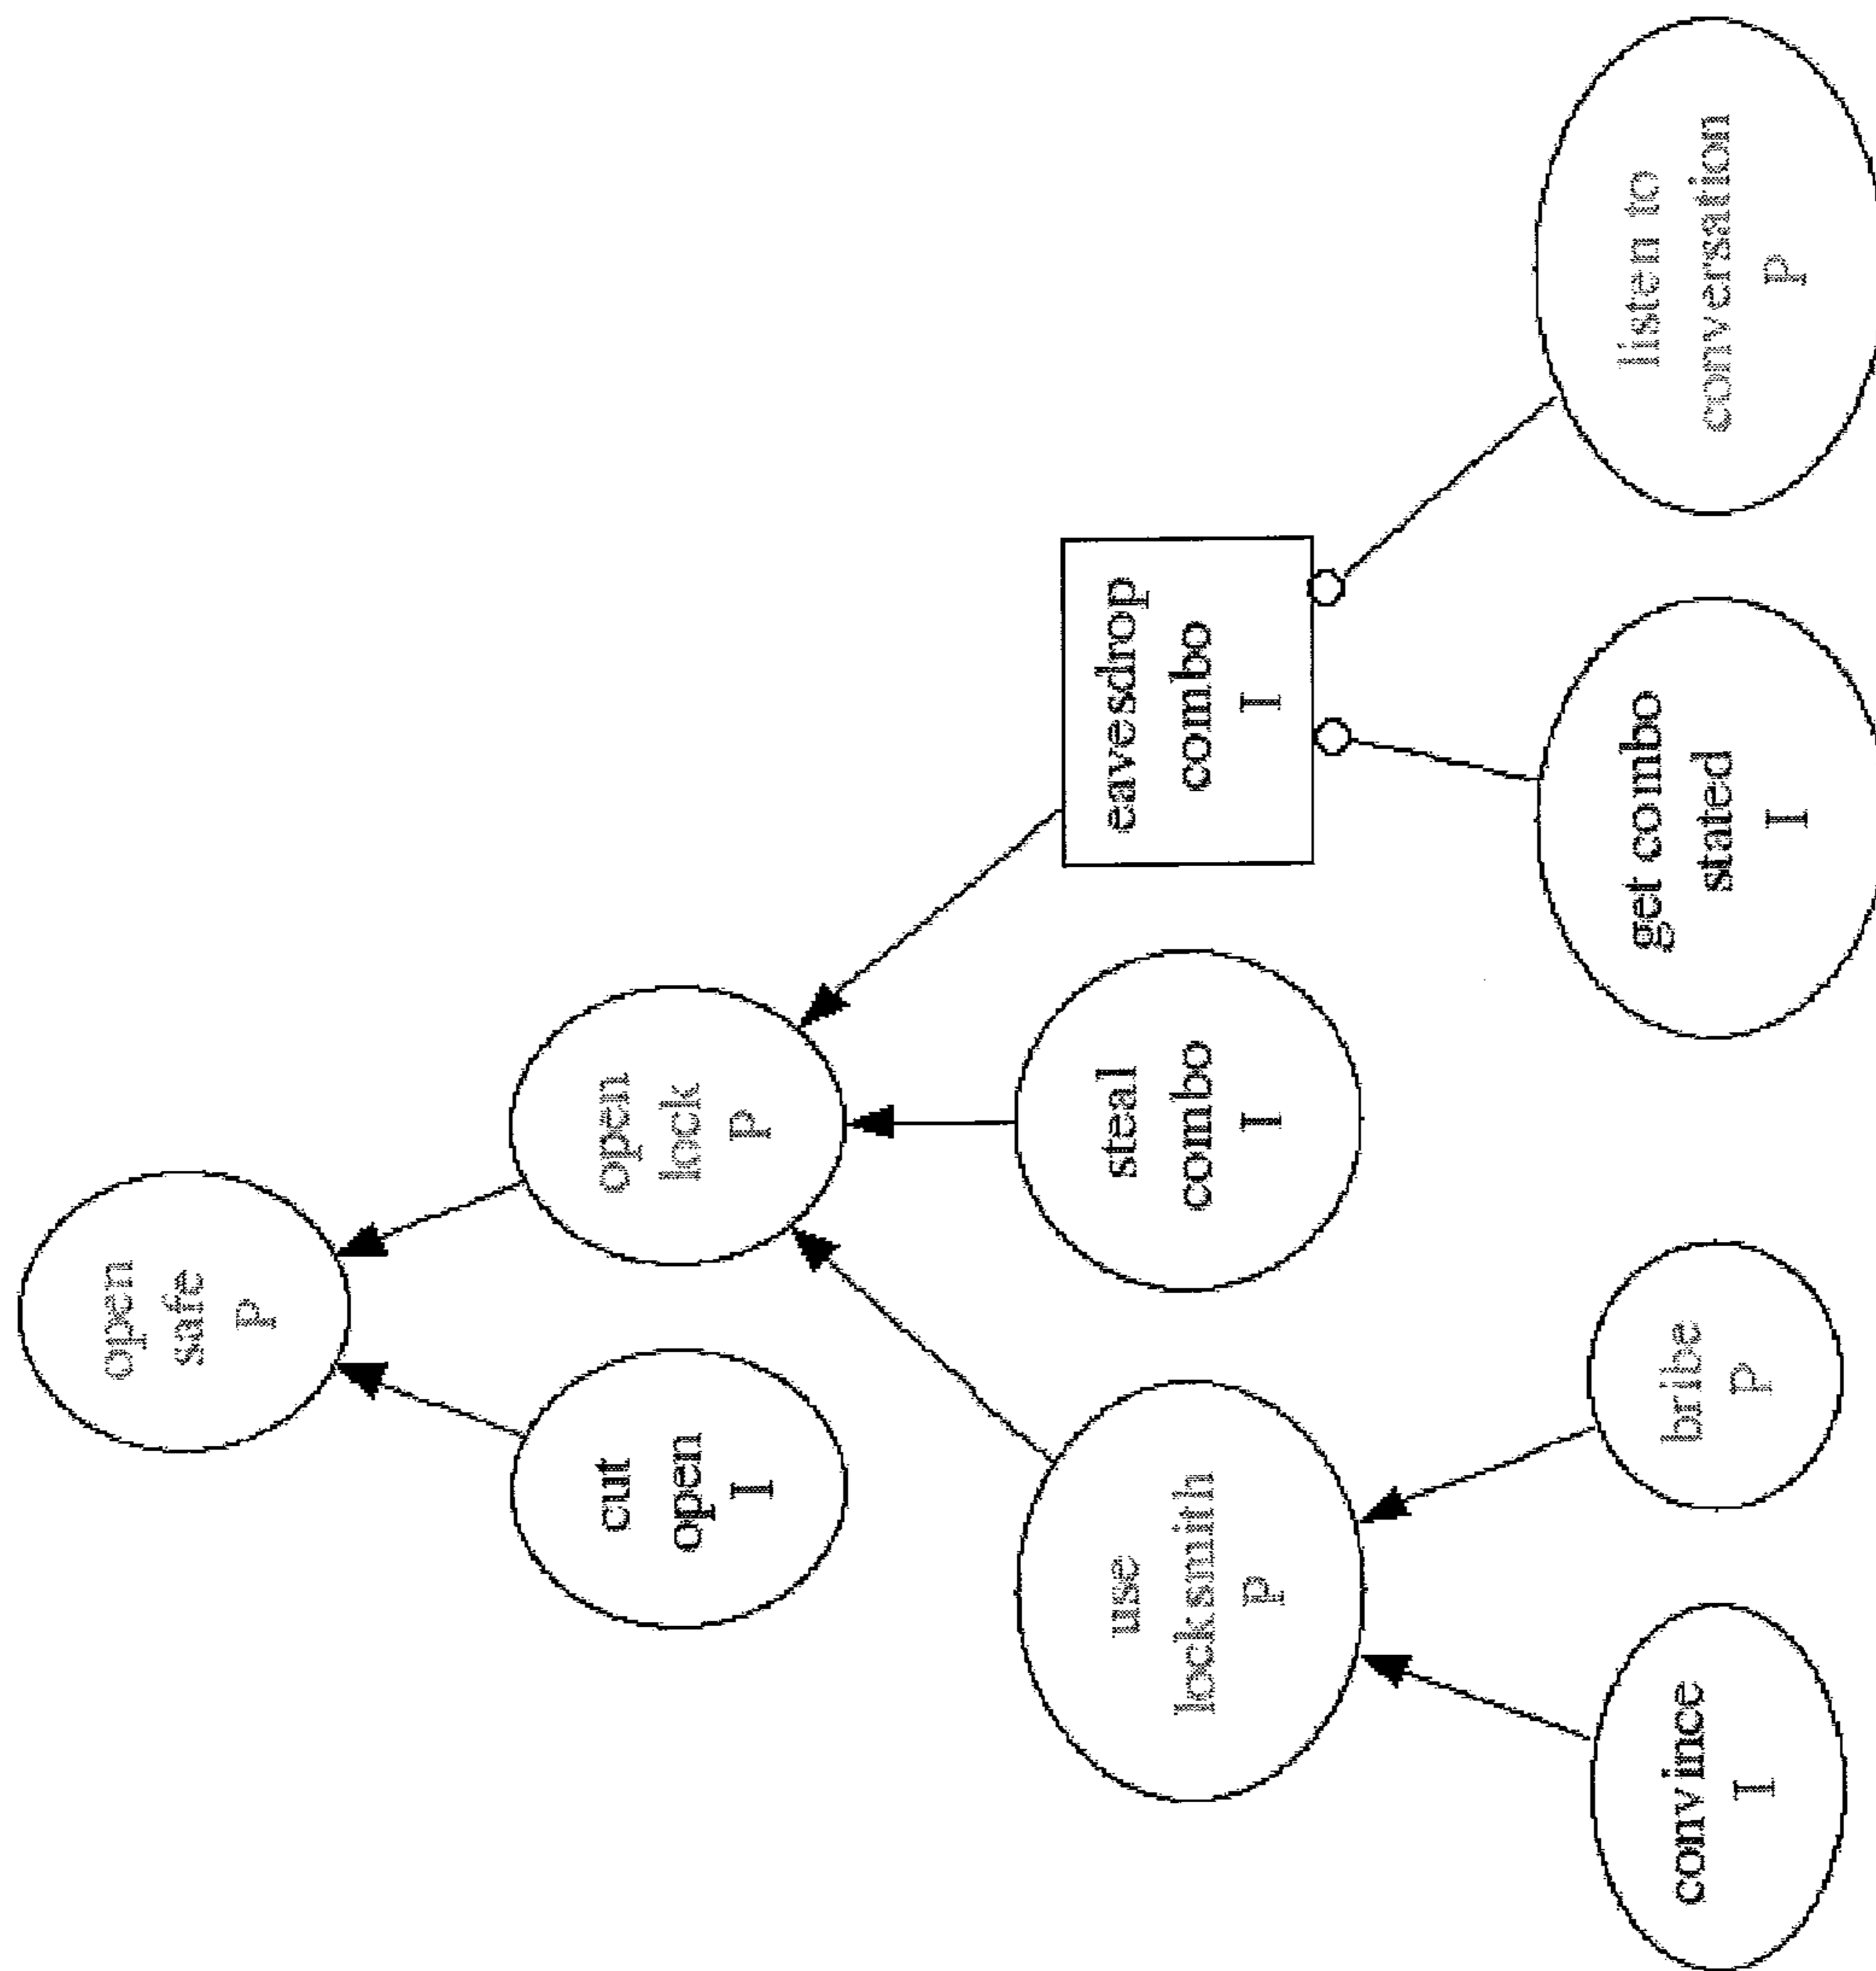 open
safe
P
cut
open
I
open
lock
P
use
locksmith
P
steal
combo
I
eavesdrop
combo
I
convince
I
bribe
P
get combo
stated
I
listen to
conversation
P